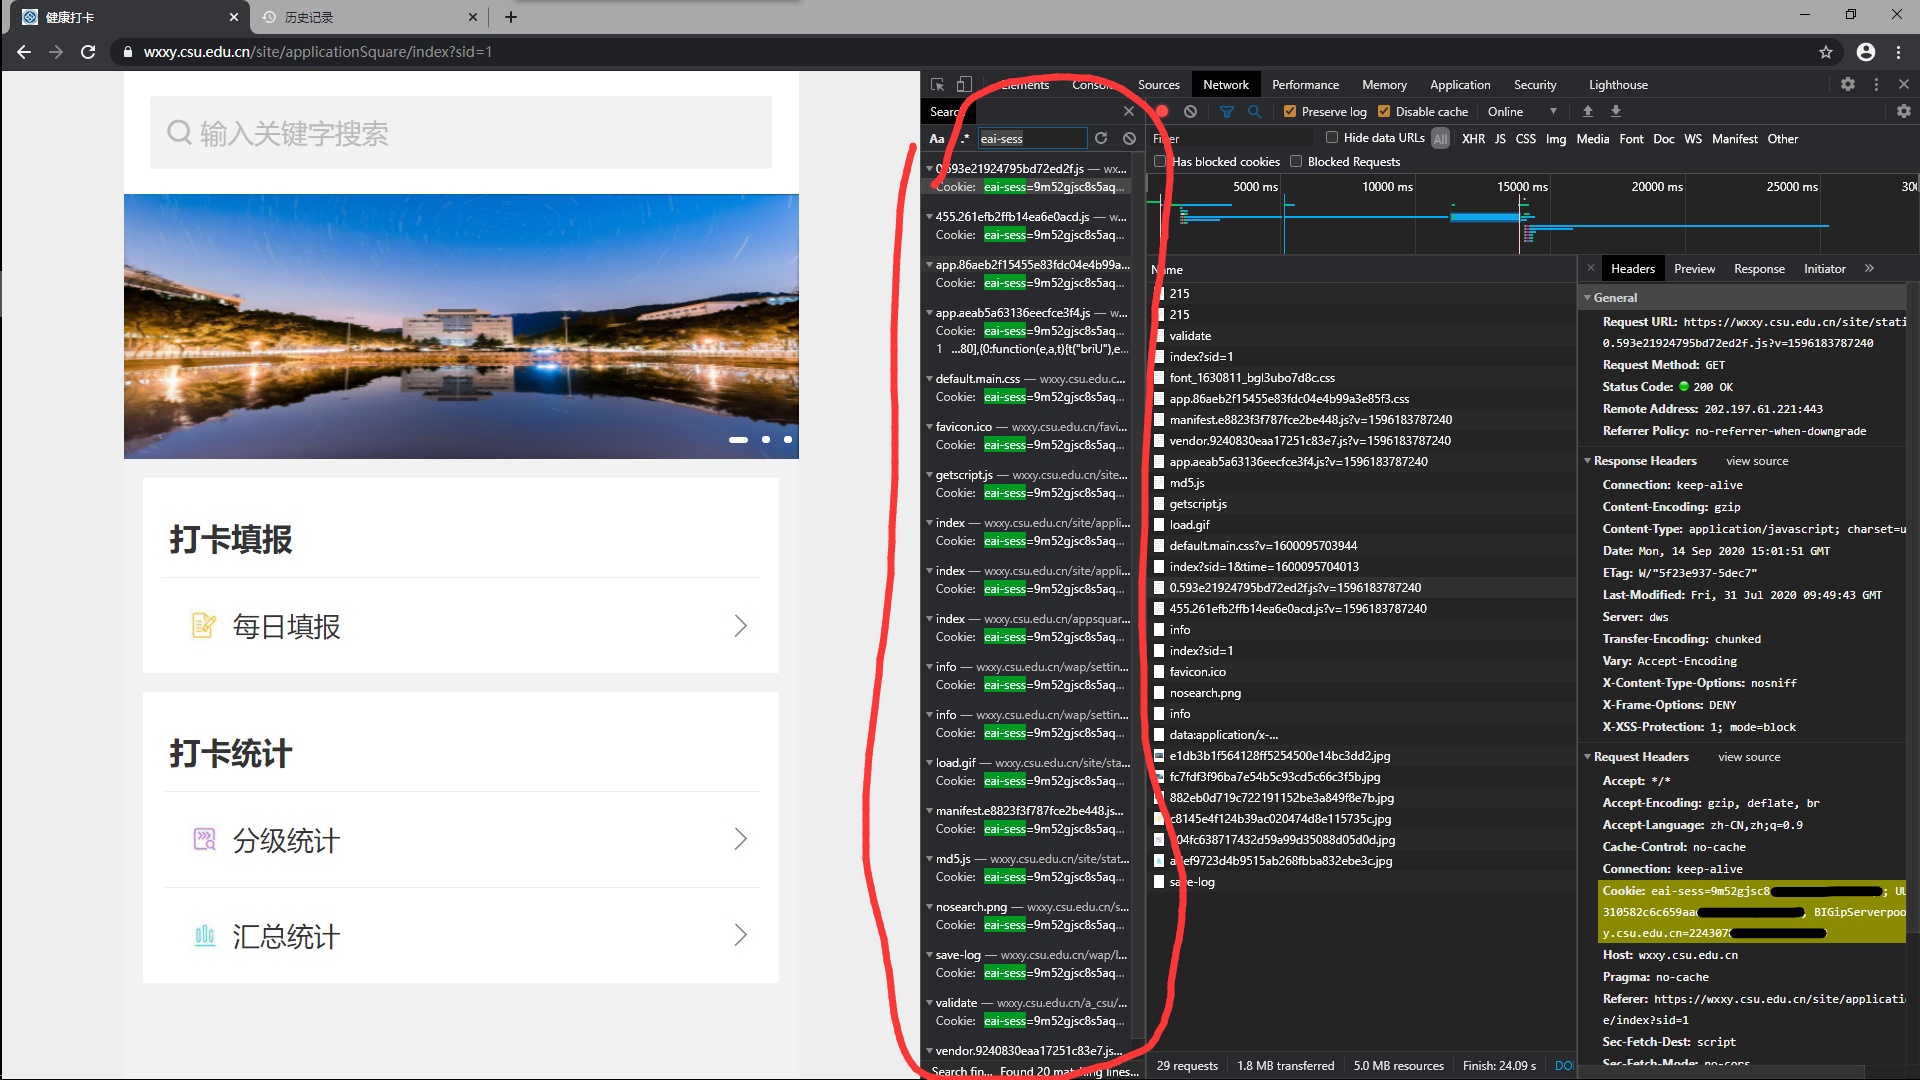 健康打卡
历史记录
wxxy.csu.edu.cn/site/applicationSquare/index?sid=1
输入关键字搜索
打卡填报
每日填报
打卡统计
分级统计
汇总统计
Elements
Sources
Network
Performance
Memory
Application
Security
Lighthouse
Preserve log
Disable cache
Online
Aa
.*
eai-sess
Hide data URLs
All
XHR
JS
CSS
Img
Media
Font
Doc
WS
Manifest
Other
Has blocked cookies
Blocked Requests
0.593e21924795bd72ed2f.js — wx...
Cookie: eai-sess=9m52gjsc8s5aq...
455.261efb2ffb14ea6e0acd.js — w...
Cookie: eai-sess=9m52gjsc8s5aq...
app.86aeb2f15455e83fdc04e4b99a...
Cookie: eai-sess=9m52gjsc8s5aq...
app.aeab5a63136eecfce3f4.js — w...
Cookie: eai-sess=9m52gjsc8s5aq...
1 ...80],{0:function(e,a,t){t("briU"),e...
default.main.css — wxxy.csu.edu.c...
Cookie: eai-sess=9m52gjsc8s5aq...
favicon.ico — wxxy.csu.edu.cn/favi...
Cookie: eai-sess=9m52gjsc8s5aq...
getscript.js — wxxy.csu.edu.cn/site...
Cookie: eai-sess=9m52gjsc8s5aq...
index — wxxy.csu.edu.cn/site/appli...
Cookie: eai-sess=9m52gjsc8s5aq...
index — wxxy.csu.edu.cn/site/appli...
Cookie: eai-sess=9m52gjsc8s5aq...
index — wxxy.csu.edu.cn/appsquar...
Cookie: eai-sess=9m52gjsc8s5aq...
info — wxxy.csu.edu.cn/wap/settin...
Cookie: eai-sess=9m52gjsc8s5aq...
info — wxxy.csu.edu.cn/wap/settin...
Cookie: eai-sess=9m52gjsc8s5aq...
load.gif — wxxy.csu.edu.cn/site/sta...
Cookie: eai-sess=9m52gjsc8s5aq...
manifest.e8823f3f787fce2be448.js...
Cookie: eai-sess=9m52gjsc8s5aq...
md5.js — wxxy.csu.edu.cn/site/stat...
Cookie: eai-sess=9m52gjsc8s5aq...
nosearch.png — wxxy.csu.edu.cn/s...
Cookie: eai-sess=9m52gjsc8s5aq...
save-log — wxxy.csu.edu.cn/wap/l...
Cookie: eai-sess=9m52gjsc8s5aq...
validate — wxxy.csu.edu.cn/a_csu/...
Cookie: eai-sess=9m52gjsc8s5aq...
vendor.9240830eaa17251c83e7.js...
Search fin... Found 20 matching lines...
5000 ms
10000 ms
15000 ms
20000 ms
25000 ms
Name
215
215
validate
index?sid=1
font_1630811_bgl3ubo7d8c.css
app.86aeb2f15455e83fdc04e4b99a3e85f3.css
manifest.e8823f3f787fce2be448.js?v=1596183787240
vendor.9240830eaa17251c83e7.js?v=1596183787240
app.aeab5a63136eecfce3f4.js?v=1596183787240
md5.js
getscript.js
load.gif
default.main.css?v=1600095703944
index?sid=1&time=1600095704013
0.593e21924795bd72ed2f.js?v=1596183787240
455.261efb2ffb14ea6e0acd.js?v=1596183787240
info
index?sid=1
favicon.ico
nosearch.png
info
data:application/x-...
e1db3b1f564128ff5254500e14bc3dd2.jpg
fc7fdf3f96ba7e54b5c93cd5c66c3f5b.jpg
882eb0d719c722191152be3a849f8e7b.jpg
c8145e4f124b39ac020474d8e115735c.jpg
04fc638717432d59a99d35088d05d0d.jpg
save-log
29 requests
1.8 MB transferred
5.0 MB resources
Finish: 24.09 s
Headers
Preview
Response
Initiator
General
Request URL: https://wxxy.csu.edu.cn/site/stati
0.593e21924795bd72ed2f.js?v=1596183787240
Request Method: GET
Status Code: 200 OK
Remote Address: 202.197.61.221:443
Referrer Policy: no-referrer-when-downgrade
Response Headers view source
Connection: keep-alive
Content-Encoding: gzip
Content-Type: application/javascript; charset=u
Date: Mon, 14 Sep 2020 15:01:51 GMT
ETag: W/"5f23e937-5dec7"
Last-Modified: Fri, 31 Jul 2020 09:49:43 GMT
Server: dws
Transfer-Encoding: chunked
Vary: Accept-Encoding
X-Content-Type-Options: nosniff
X-Frame-Options: DENY
X-XSS-Protection: 1; mode=block
Request Headers view source
Accept: */*
Accept-Encoding: gzip, deflate, br
Accept-Language: zh-CN,zh;q=0.9
Cache-Control: no-cache
Connection: keep-alive
Cookie: eai-sess=9m52gjsc8 ; UU
310582c6c659aa ; BIGipServerpoo
y.csu.edu.cn=224307
Host: wxxy.csu.edu.cn
Pragma: no-cache
Referer: https://wxxy.csu.edu.cn/site/applicati
e/index?sid=1
Sec-Fetch-Dest: script
Sec-Fetch-Mode: no-cors